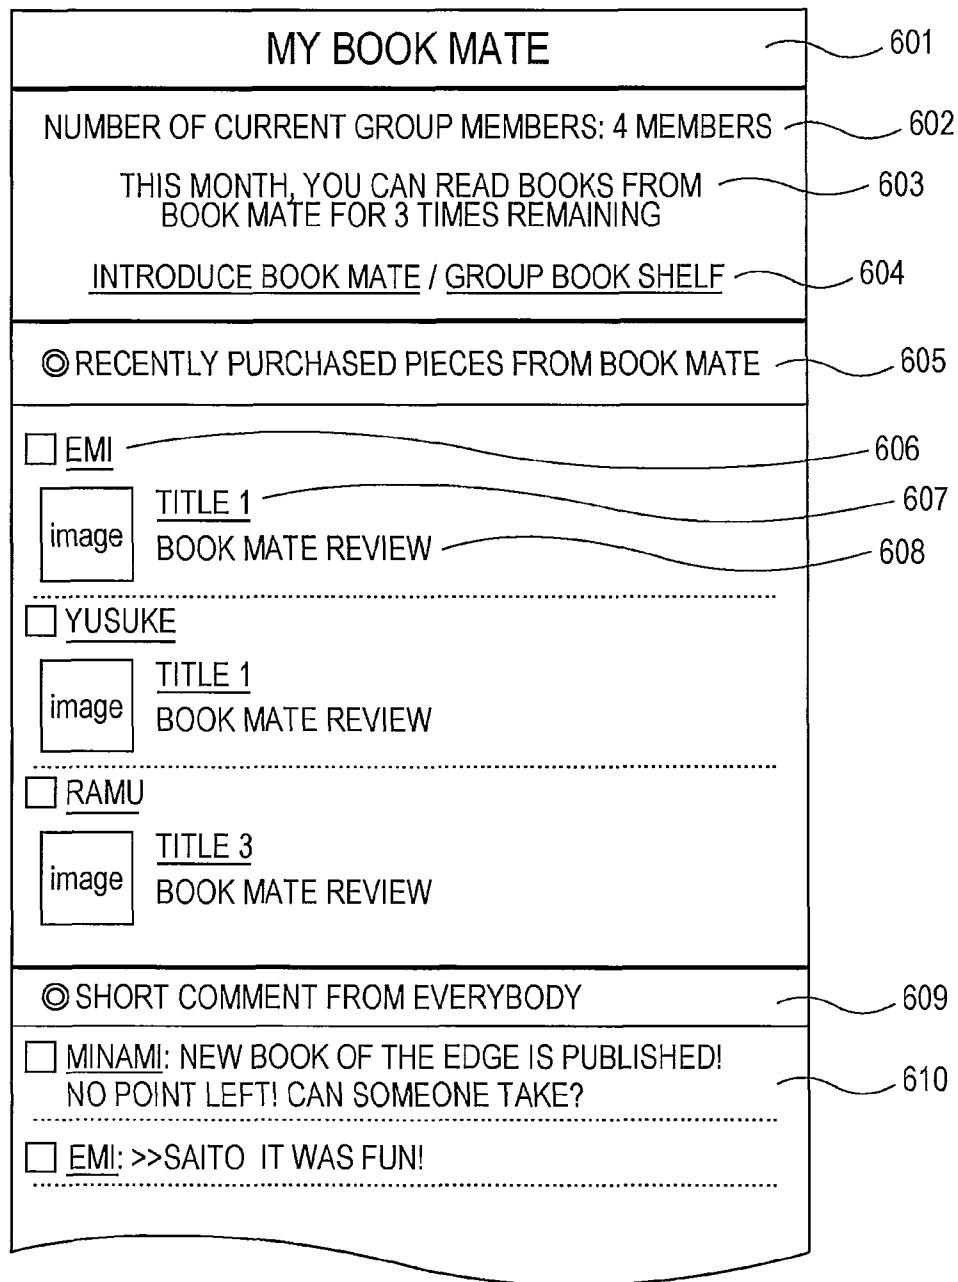 MY BOOK MATE
601
NUMBER OF CURRENT GROUP MEMBERS: 4 MEMBERS
602
THIS MONTH, YOU CAN READ BOOKS FROM
603
BOOK MATE FOR 3 TIMES REMAINING
INTRODUCE BOOK MATE / GROUP BOOK SHELF
604
◎ RECENTLY PURCHASED PIECES FROM BOOK MATE
605
EMI
606
image
TITLE 1
607
BOOK MATE REVIEW
608
YUSUKE
image
TITLE 1
BOOK MATE REVIEW
RAMU
image
TITLE 3
BOOK MATE REVIEW
◎ SHORT COMMENT FROM EVERYBODY
609
MINAMI: NEW BOOK OF THE EDGE IS PUBLISHED!
NO POINT LEFT! CAN SOMEONE TAKE?
610
EMI: >>SAITO IT WAS FUN!